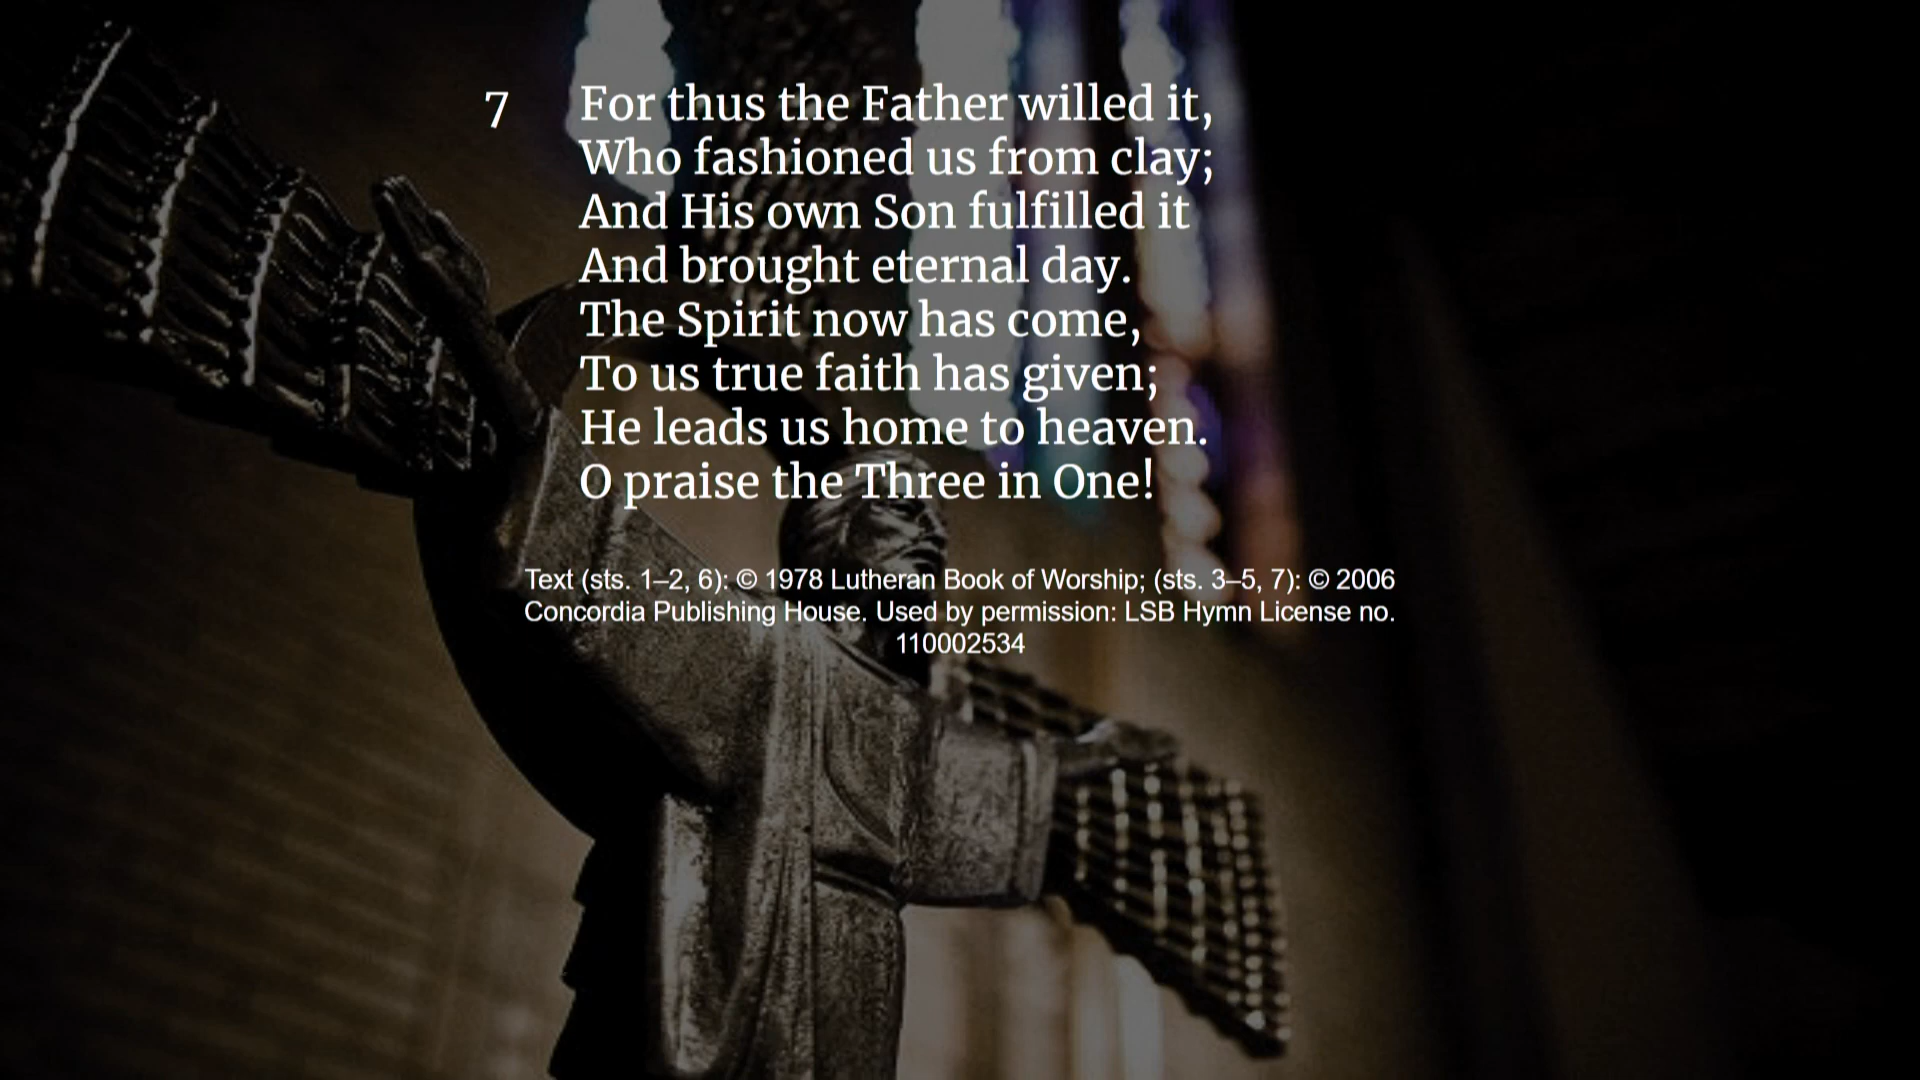 7 For thus the Father willed it,
Who fashioned us from clay;
And His own Son fulfilled it
And brought eternal day.
The Spirit now has come,
To us true faith has given;
He leads us home to heaven.
O praise the Three in One!
Text (sts. 1–2, 6): © 1978 Lutheran Book of Worship; (sts. 3–5, 7): © 2006
Concordia Publishing House. Used by permission: LSB Hymn License no.
110002534